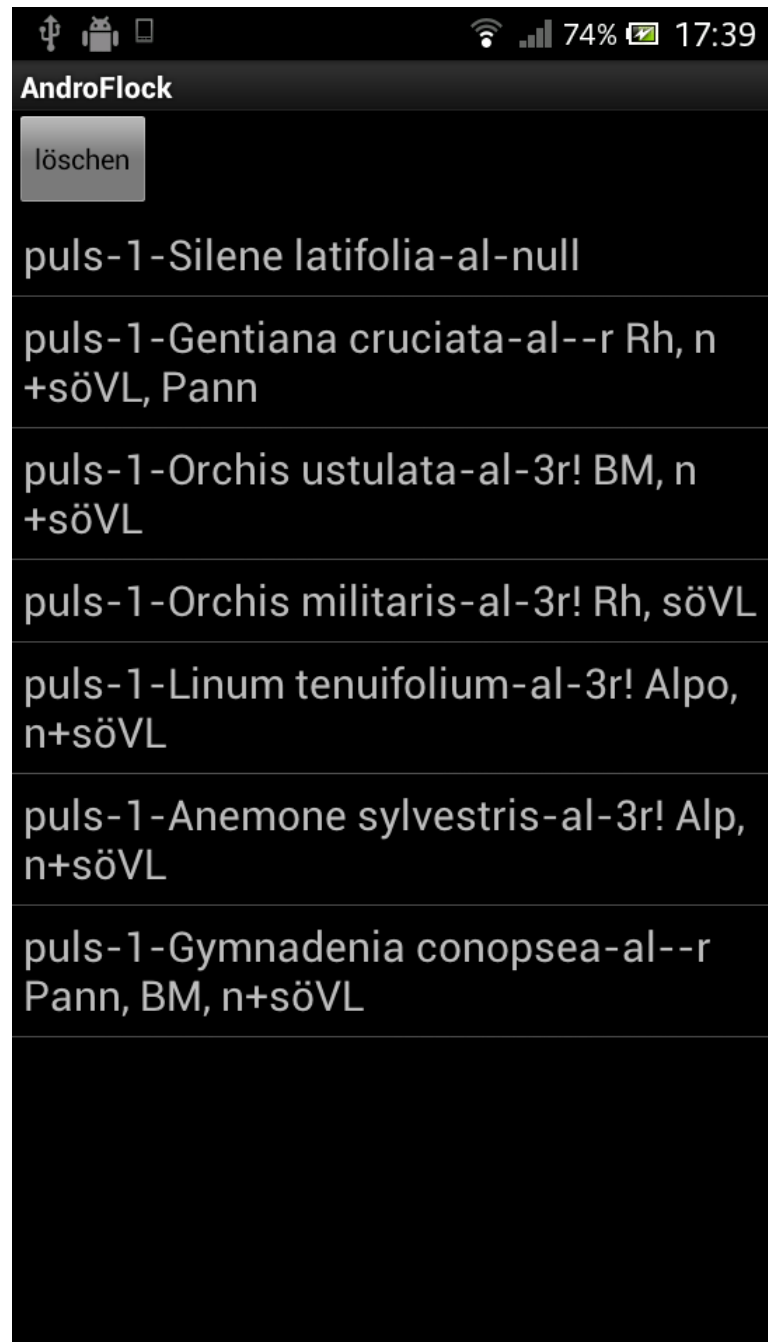 74% 17:39
AndroFlock
löschen
puls-1-Silene latifolia-al-null
puls-1-Gentiana cruciata-al--r Rh, n
+söVL, Pann
puls-1-Orchis ustulata-al-3r! BM, n
+söVL
puls-1-Orchis militaris-al-3r! Rh, söVL
puls-1-Linum tenuifolium-al-3r! Alpo,
n+söVL
puls-1-Anemone sylvestris-al-3r! Alp,
n+söVL
puls-1-Gymnadenia conopsea-al--r
Pann, BM, n+söVL